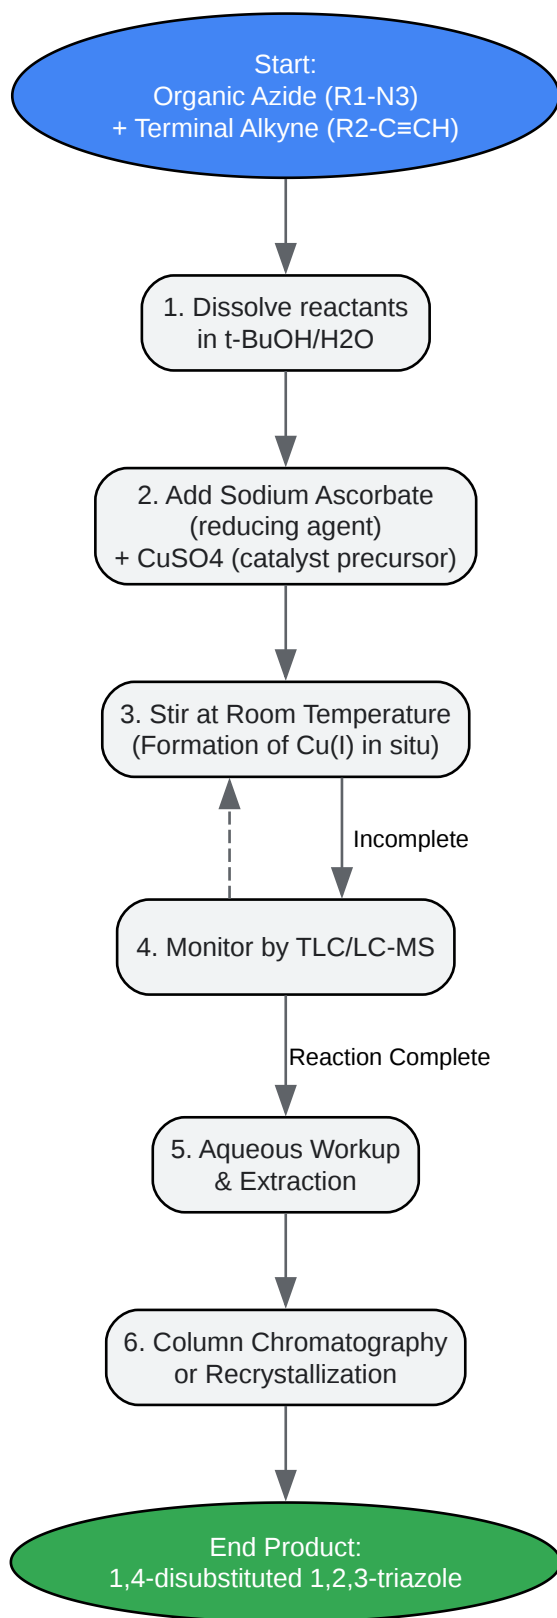 Start:
Organic Azide (R1-N3)
+ Terminal Alkyne (R2-C≡CH)
1. Dissolve reactants
in t-BuOH/H2O
2. Add Sodium Ascorbate
(reducing agent)
+ CuSO4 (catalyst precursor)
3. Stir at Room Temperature
(Formation of Cu(I) in situ)
Incomplete
4. Monitor by TLC/LC-MS
Reaction Complete
5. Aqueous Workup
& Extraction
6. Column Chromatography
or Recrystallization
End Product:
1,4-disubstituted 1,2,3-triazole